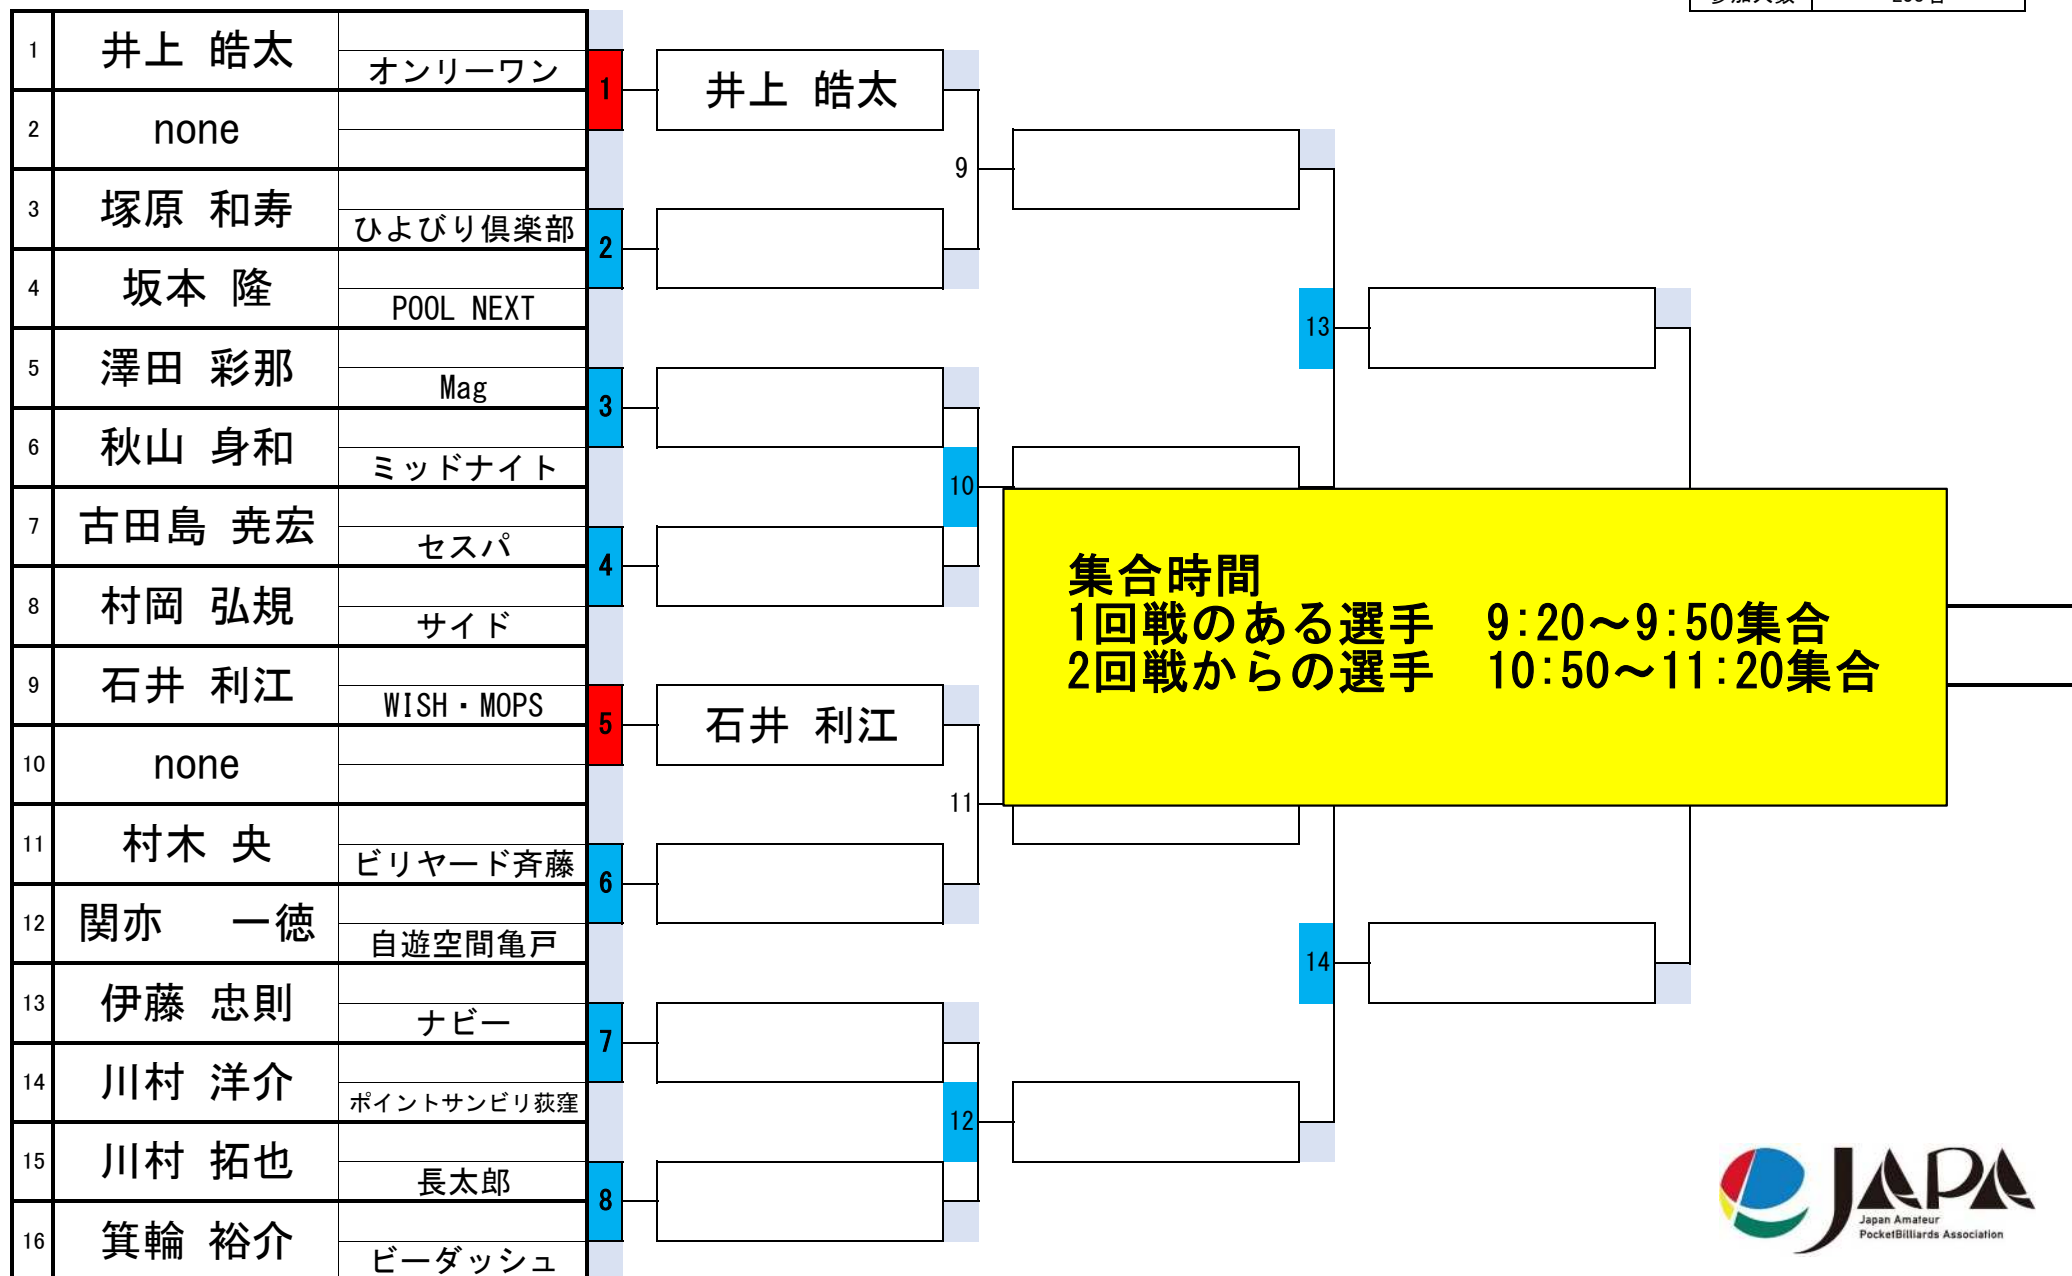 1 井上 皓太
オンリーワン
2 none
3 塚原 和寿
ひよびり倶楽部
4 坂本 隆
POOL NEXT
5 澤田 彩那
Mag
6 秋山 身和
ミッドナイト
7 古田島 尭宏
セスパ
8 村岡 弘規
サイド
9 石井 利江
WISH・MOPS
10 none
11 村木 央
ビリヤード斉藤
12 関亦 一徳
自遊空間亀戸
13 伊藤 忠則
ナビー
14 川村 洋介
ポイントサンビリ荻窪
15 川村 拓也
長太郎
16 箕輪 裕介
ビーダッシュ
1
2
3
4
5
6
7
8
井上 皓太
石井 利江
9
10
11
12
13
14
集合時間
1回戦のある選手 9:20～9:50集合
2回戦からの選手 10:50～11:20集合
JAPA
Japan Amateur
PocketBilliards Association